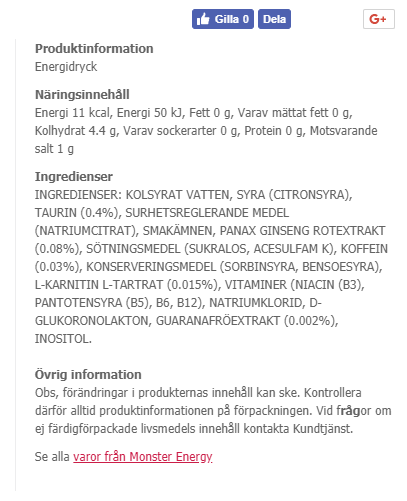 Gilla 0 Dela G+
Produktinformation
Energidryck
Näringsinnehåll
Energi 11 kcal, Energi 50 kJ, Fett 0 g, Varav mättat fett 0 g,
Kolhydrat 4.4 g, Varav sockerarter 0 g, Protein 0 g, Motsvarande
salt 1 g
Ingredienser
INGREDIENSER: KOLSYRAT VATTEN, SYRA (CITRONSYRA),
TAURIN (0.4%), SURHETSREGLERANDE MEDEL
(NATRIUMCITRAT), SMAKÄMNEN, PANAX GINSENG ROTEXTRAKT
(0.08%), SÖTNINGSMEDEL (SUKRALOS, ACESULFAM K), KOFFEIN
(0.03%), KONSERVERINGSMEDEL (SORBINSYRA, BENSOESYRA),
L-KARNITIN L-TARTRAT (0.015%), VITAMINER (NIACIN (B3),
PANTOTENSYRA (B5), B6, B12), NATRIUMKLORID, D-
GLUKORONOLAKTON, GUARANAFRÖEXTRAKT (0.002%),
INOSITOL.
Övrig information
Obs, förändringar i produkternas innehåll kan ske. Kontrollera
därför alltid produktinformationen på förpackningen. Vid frågor om
ej färdigförpackade livsmedels innehåll kontakta Kundtjänst.
Se alla varor från Monster Energy